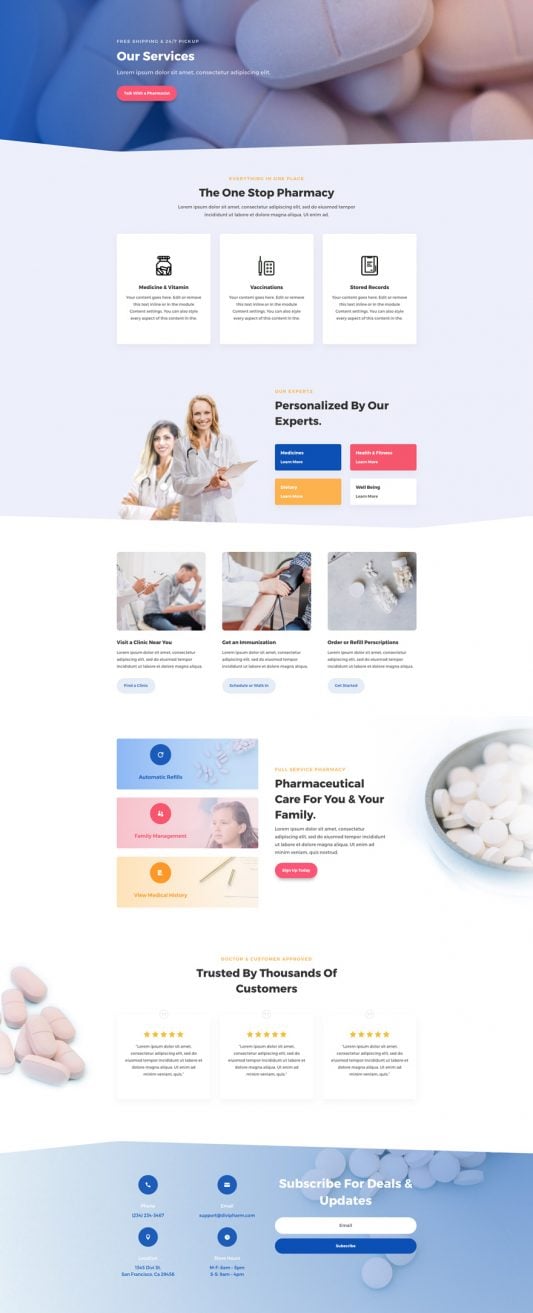 FREE SHIPPING & 24/7 PICKUP
Our Services
Lorem ipsum dolor sit amet, consectetur adipiscing elit.
Talk With a Pharmacist
EVERYTHING IN ONE PLACE
The One Stop Pharmacy
Lorem ipsum dolor sit amet, consectetur adipiscing elit, sed do eiusmod tempor
incididunt ut labore et dolore magna aliqua. Ut enim ad.
Medicine & Vitamin
Your content goes here. Edit or remove
this text inline or in the module
Content settings. You can also style
every aspect of this content in the.
Vaccinations
Your content goes here. Edit or remove
this text inline or in the module
Content settings. You can also style
every aspect of this content in the.
Stored Records
Your content goes here. Edit or remove
this text inline or in the module
Content settings. You can also style
every aspect of this content in the.
OUR EXPERTS
Personalized By Our
Experts.
Medicines
Learn More
Health & Fitness
Learn More
Dietary
Learn More
Well Being
Learn More
Visit a Clinic Near You
Lorem ipsum dolor sit amet, consectetur
adipiscing elit, sed do eiusmod tempor
incididunt ut labore et dolore magna aliqua.
Find a Clinic
Get an Immunization
Lorem ipsum dolor sit amet, consectetur
adipiscing elit, sed do eiusmod tempor
incididunt ut labore et dolore magna aliqua.
Schedule or Walk In
Order or Refill Perscriptions
Lorem ipsum dolor sit amet, consectetur
adipiscing elit, sed do eiusmod tempor
incididunt ut labore et dolore magna aliqua.
Get Started
Automatic Refills
Family Management
View Medical History
FULL SERVICE PHARMACY
Pharmaceutical
Care For You & Your
Family.
Lorem ipsum dolor sit amet, consectetur
adipiscing elit, sed do eiusmod tempor incididunt
ut labore et dolore magna aliqua. Ut enim ad
minim veniam, quis nostrud.
Sign Up Today
DOCTOR & CUSTOMER APPROVED
Trusted By Thousands Of
Customers
"Lorem ipsum dolor sit amet,
consectetur adipiscing elit, sed do
eiusmod tempor incididunt ut labore et
dolore magna aliqua. Ut enim ad
minim veniam, quis."
"Lorem ipsum dolor sit amet,
consectetur adipiscing elit, sed do
eiusmod tempor incididunt ut labore et
dolore magna aliqua. Ut enim ad
minim veniam, quis."
"Lorem ipsum dolor sit amet,
consectetur adipiscing elit, sed do
eiusmod tempor incididunt ut labore et
dolore magna aliqua. Ut enim ad
minim veniam, quis."
Phone
(234) 234-3467
Email
support@divipharm.com
Location
1345 Divi St.
San Francisco, Ca 29458
Store Hours
M-F: 6am - 5pm
S-S: 9am - 4pm
Subscribe For Deals &
Updates
Email
Subscribe